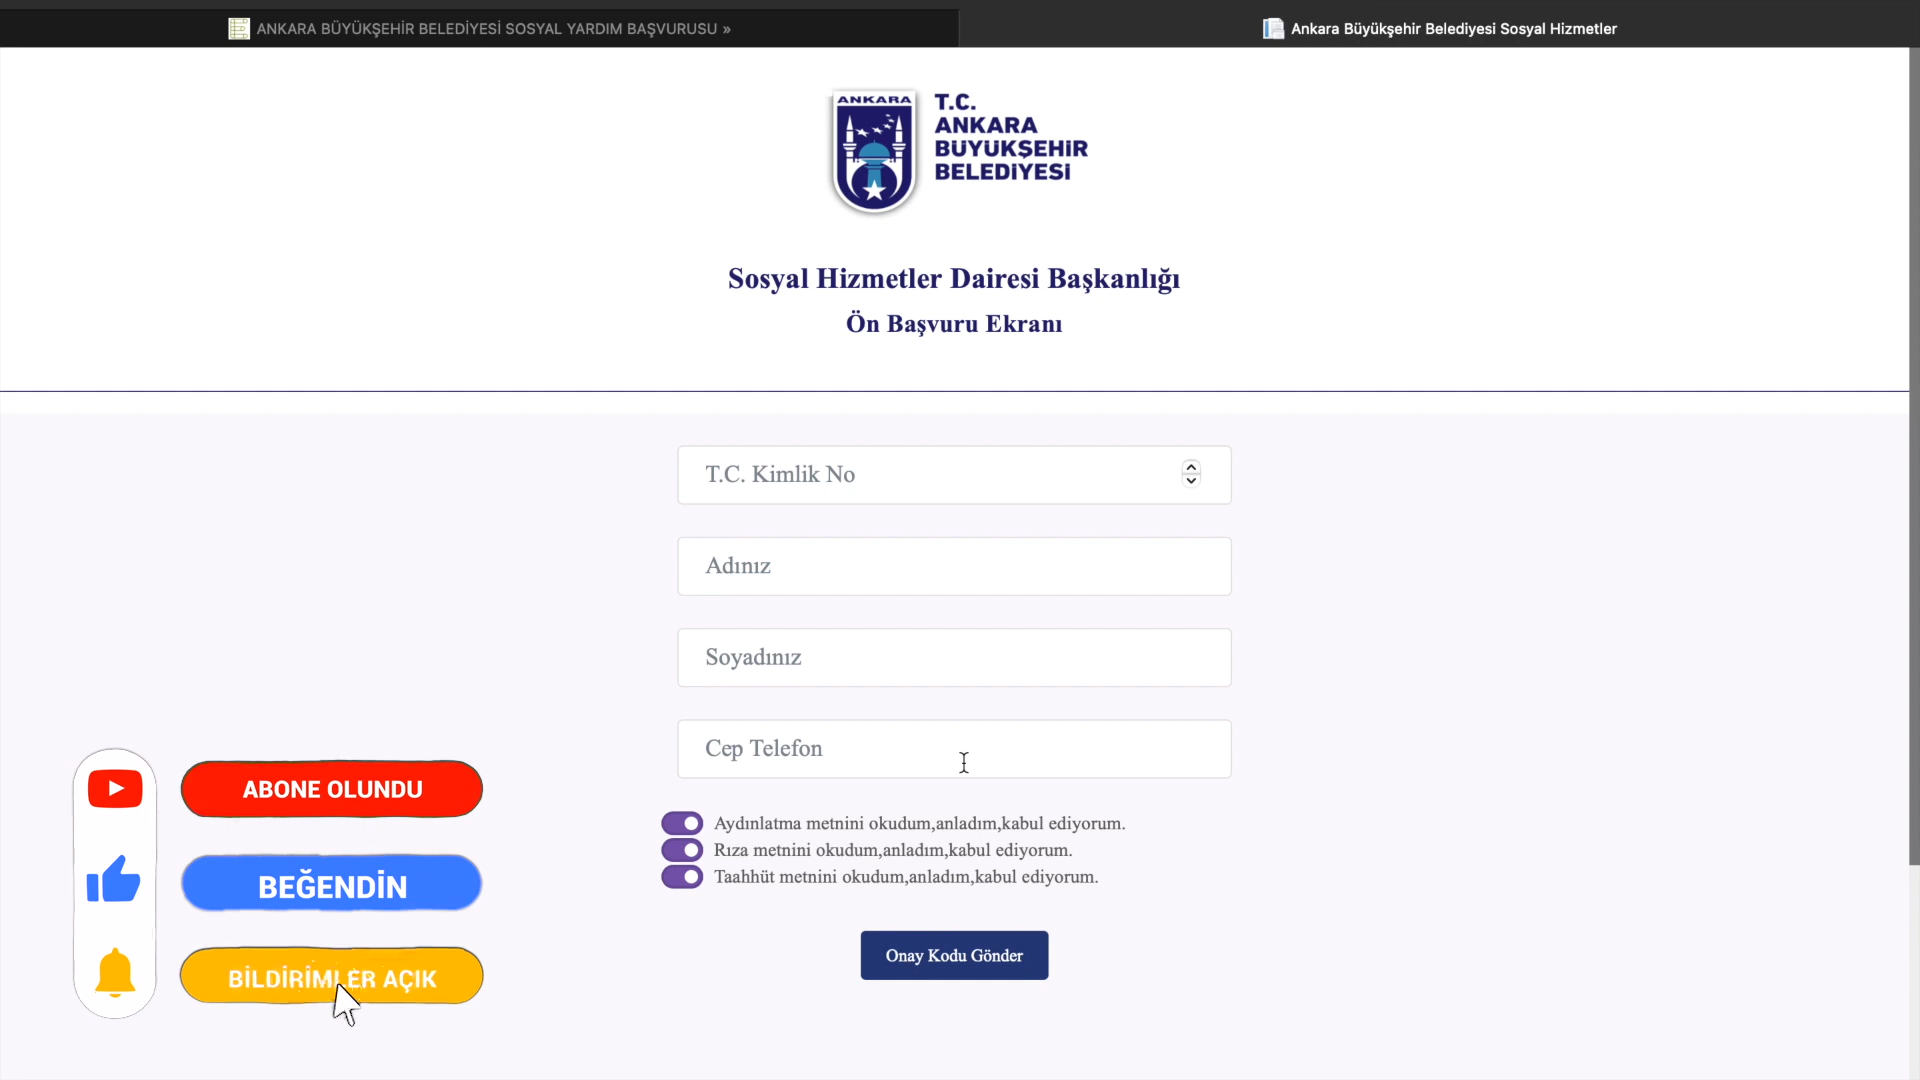 ANKARA BÜYÜKŞEHİR BELEDİYESİ SOSYAL YARDIM BAŞVURUSU »
Ankara Büyükşehir Belediyesi Sosyal Hizmetler
ANKARA
T.C.
ANKARA
BÜYÜKŞEHİR
BELEDİYESİ
Sosyal Hizmetler Dairesi Başkanlığı
Ön Başvuru Ekranı
T.C. Kimlik No
Adınız
Soyadınız
Cep Telefon
Aydınlatma metnini okudum,anladım,kabul ediyorum.
Rıza metnini okudum,anladım,kabul ediyorum.
Taahhüt metnini okudum,anladım,kabul ediyorum.
Onay Kodu Gönder
ABONE OLUNDU
BEĞENDİN
BİLDİRİMLER AÇIK